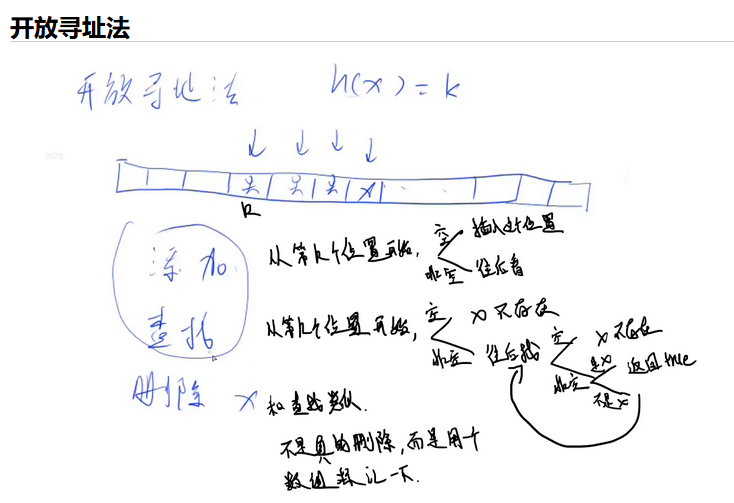 开放寻址法
开放寻址法 h(x) = k
k
添加 从第k个位置开始, 空 插入这个位置
非空 往后看
查找 从第k个位置开始, 空 x不存在
非空 往后找 空 x不存在
非空 是x 返回true
不是x
删除 x 和查找类似.
不是真的删除,而是用个
数组标记一下.